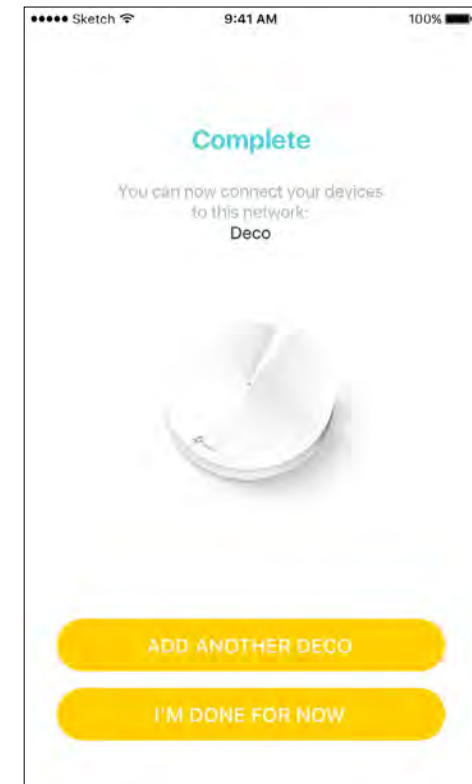 ●●●●● Sketch 9:41 AM 100%
Complete
You can now connect your devices
to this network:
Deco
ADD ANOTHER DECO
I'M DONE FOR NOW